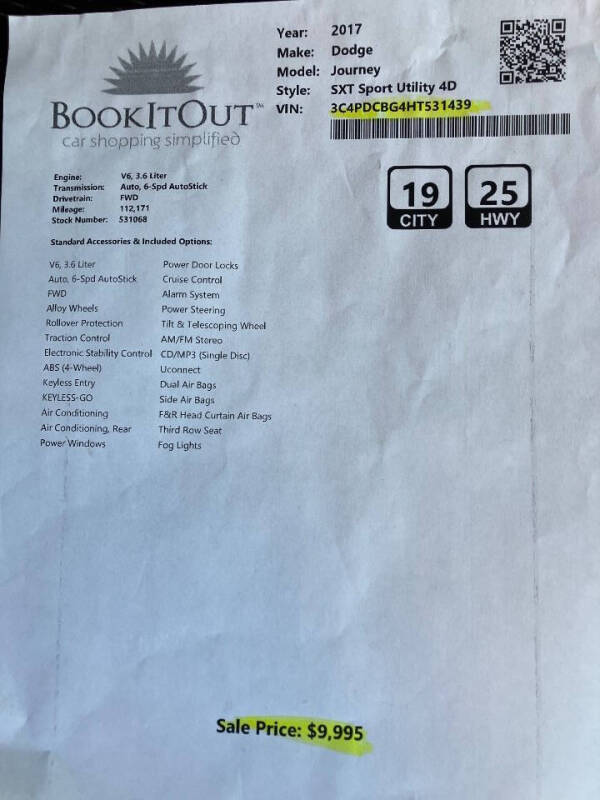 BOOKITOUT™
car shopping simplified
Year: 2017
Make: Dodge
Model: Journey
Style: SXT Sport Utility 4D
VIN: 3C4PDCBG4HT531439
19 CITY
25 HWY
Engine: V6, 3.6 Liter
Transmission: Auto, 6-Spd AutoStick
Drivetrain: FWD
Mileage: 112,171
Stock Number: 531068
Standard Accessories & Included Options:
V6, 3.6 Liter Power Door Locks
Auto, 6-Spd AutoStick Cruise Control
FWD Alarm System
Alloy Wheels Power Steering
Rollover Protection Tilt & Telescoping Wheel
Traction Control AM/FM Stereo
Electronic Stability Control CD/MP3 (Single Disc)
ABS (4-Wheel) Uconnect
Keyless Entry Dual Air Bags
KEYLESS-GO Side Air Bags
Air Conditioning F&R Head Curtain Air Bags
Air Conditioning, Rear Third Row Seat
Power Windows Fog Lights
Sale Price: $9,995